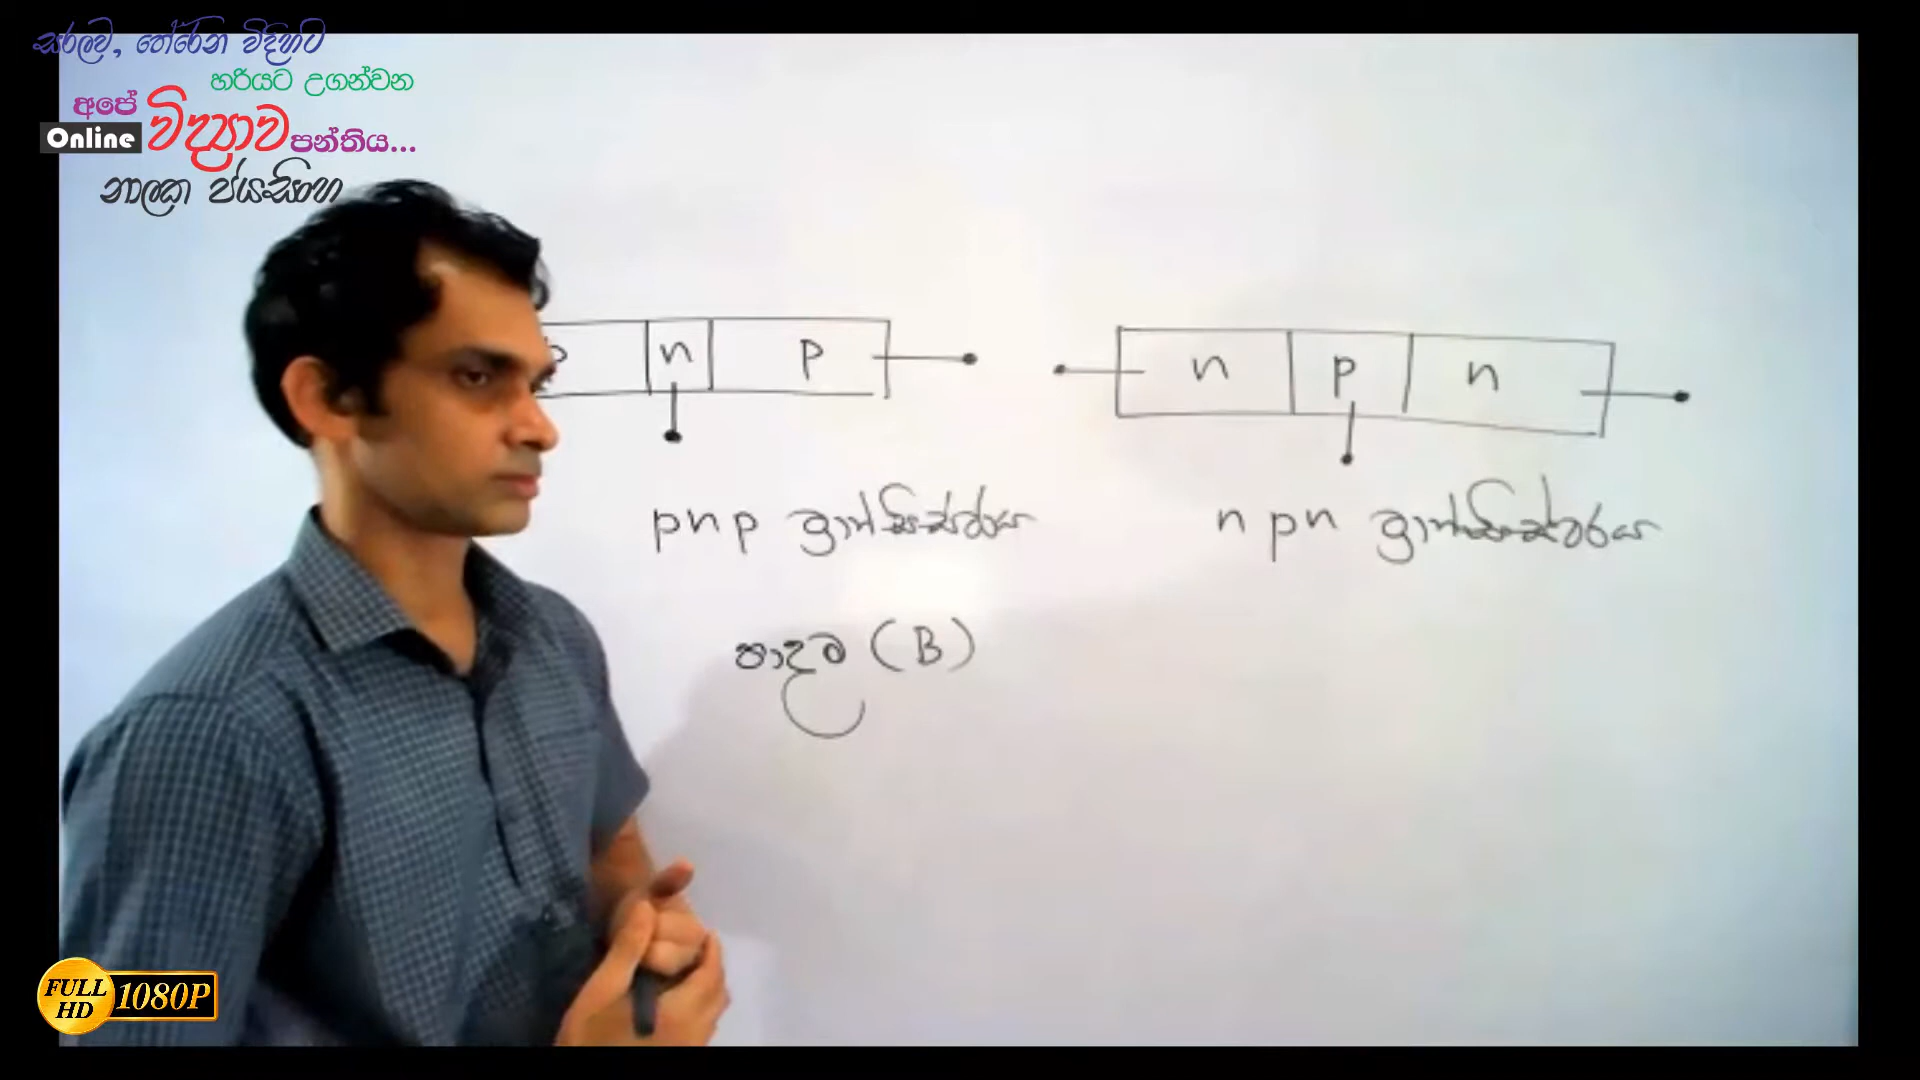 සරලව, තේරෙන විදිහට
හරියට උගන්වන
අපේ
Online විද්‍යාව පන්තිය...
නාලක ජයසිංහ
p n p
n p n
pnp ට්‍රාන්සිස්ටරය
npn ට්‍රාන්සිස්ටරය
පාදම (B)
FULL HD 1080P